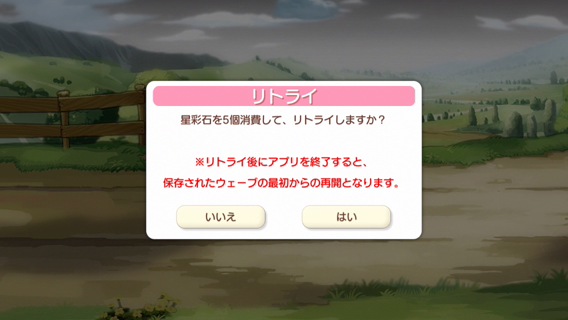 リトライ
星彩石を5個消費して、リトライしますか？
※リトライ後にアプリを終了すると、
保存されたウェーブの最初からの再開となります。
いいえ
はい